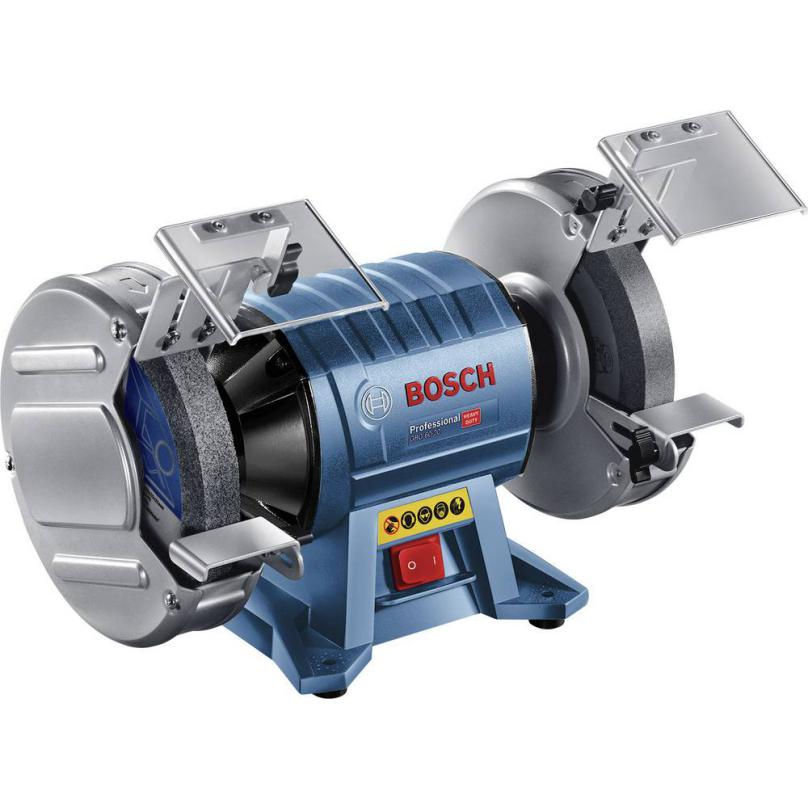 BOSCH
Professional
HEAVY
DUTY
GBG 60-20
O I